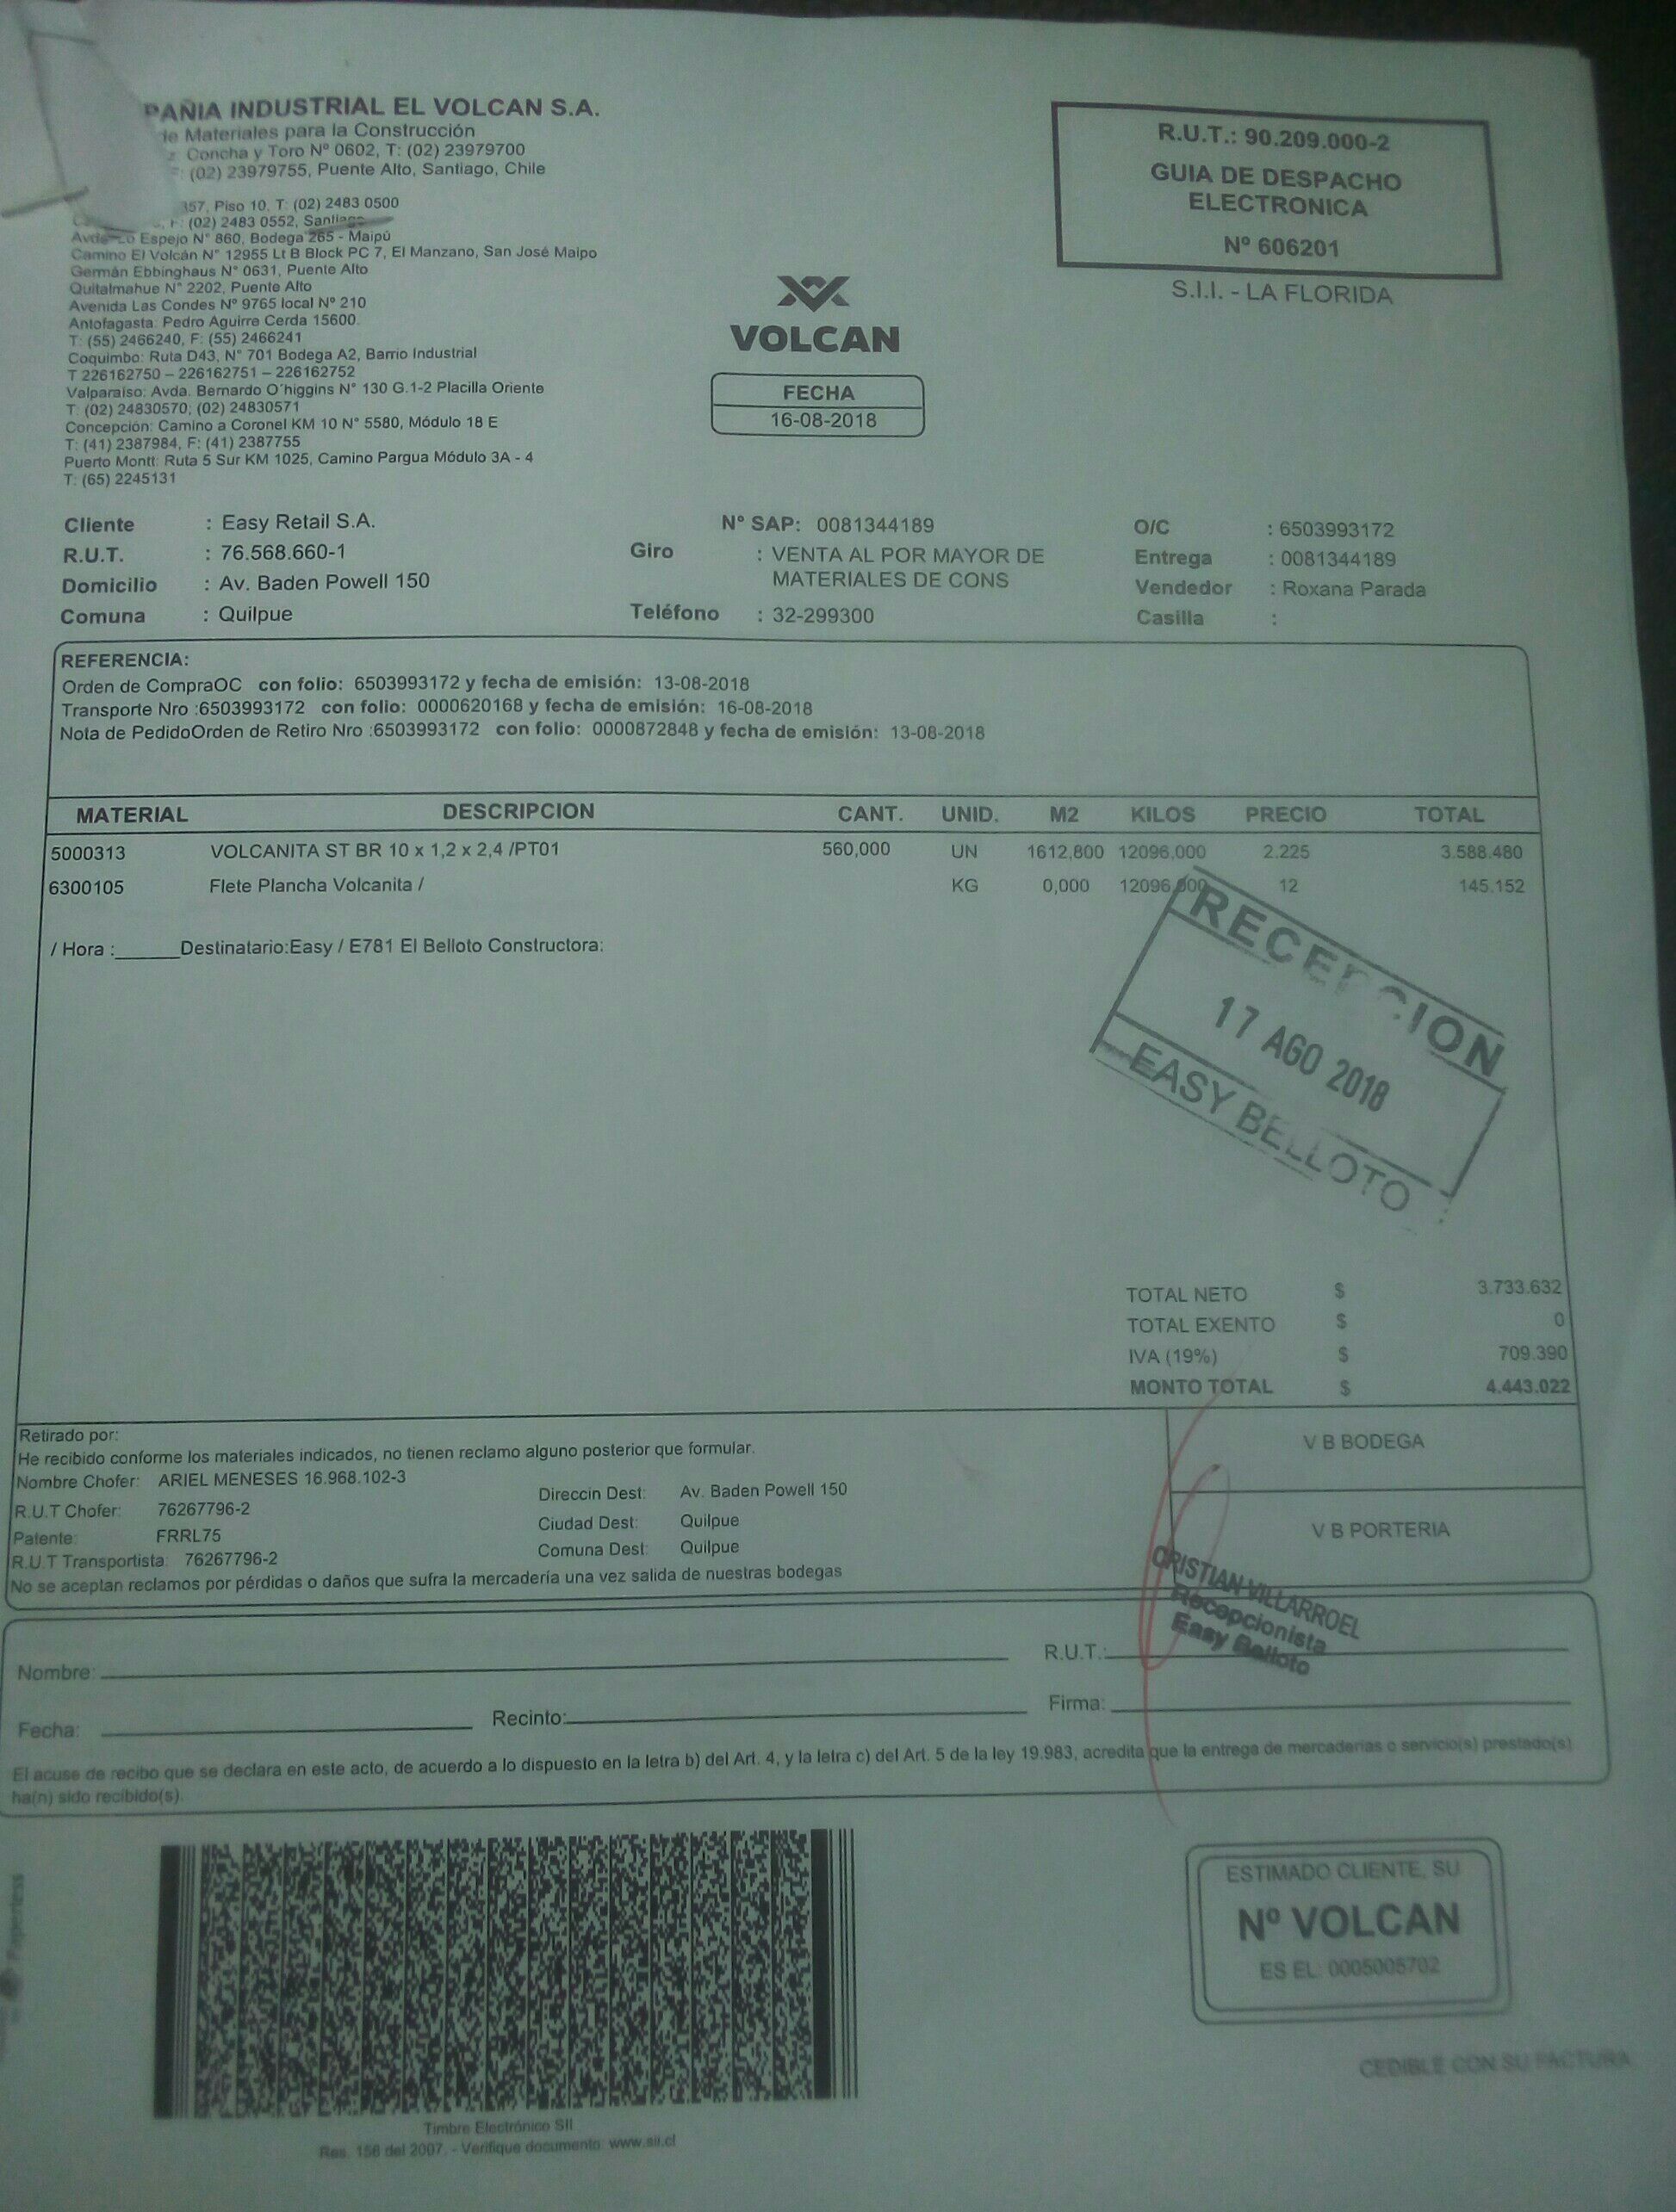 PAÑIA INDUSTRIAL EL VOLCAN S.A.
de Materiales para la Construcción
Concha y Toro Nº 0602, T: (02) 23979700
(02) 23979755, Puente Alto, Santiago, Chile
357, Piso 10, T: (02) 2483 0500
(02) 2483 0552, Santiago
Avda. Lo Espejo N° 860, Bodega 265 - Maipú
Camino El Volcán N° 12955 Lt B Block PC 7, El Manzano, San José Maipo
Germán Ebbinghaus N° 0631, Puente Alto
Quitalmahue N° 2202, Puente Alto
Avenida Las Condes Nº 9765 local Nº 210
Antofagasta: Pedro Aguirre Cerda 15600.
T: (55) 2466240, F: (55) 2466241
Coquimbo: Ruta D43, N° 701 Bodega A2, Barrio Industrial
T 226162750 – 226162751 – 226162752
Valparaíso: Avda. Bernardo O´higgins N° 130 G.1-2 Placilla Oriente
T: (02) 24830570; (02) 24830571
Concepción: Camino a Coronel KM 10 N° 5580, Módulo 18 E
T: (41) 2387984, F: (41) 2387755
Puerto Montt: Ruta 5 Sur KM 1025, Camino Pargua Módulo 3A - 4
T: (65) 2245131
VOLCAN
FECHA
16-08-2018
R.U.T.: 90.209.000-2
GUIA DE DESPACHO
ELECTRONICA
Nº 606201
S.I.I. - LA FLORIDA
Cliente : Easy Retail S.A. N° SAP: 0081344189 O/C : 6503993172
R.U.T. : 76.568.660-1 Giro : VENTA AL POR MAYOR DE Entrega : 0081344189
Domicilio : Av. Baden Powell 150 MATERIALES DE CONS Vendedor : Roxana Parada
Comuna : Quilpue Teléfono : 32-299300 Casilla :
REFERENCIA:
Orden de CompraOC con folio: 6503993172 y fecha de emisión: 13-08-2018
Transporte Nro :6503993172 con folio: 0000620168 y fecha de emisión: 16-08-2018
Nota de PedidoOrden de Retiro Nro :6503993172 con folio: 0000872848 y fecha de emisión: 13-08-2018
MATERIAL DESCRIPCION CANT. UNID. M2 KILOS PRECIO TOTAL
5000313 VOLCANITA ST BR 10 x 1,2 x 2,4 /PT01 560,000 UN 1612,800 12096,000 2.225 3.588.480
6300105 Flete Plancha Volcanita / KG 0,000 12096,000 12 145.152
/ Hora :______Destinatario:Easy / E781 El Belloto Constructora:
RECEPCION
17 AGO 2018
EASY BELLOTO
TOTAL NETO $ 3.733.632
TOTAL EXENTO $ 0
IVA (19%) $ 709.390
MONTO TOTAL $ 4.443.022
Retirado por:
He recibido conforme los materiales indicados, no tienen reclamo alguno posterior que formular.
Nombre Chofer: ARIEL MENESES 16.968.102-3
R.U.T Chofer: 76267796-2
Patente: FRRL75
R.U.T Transportista: 76267796-2
Direccin Dest: Av. Baden Powell 150
Ciudad Dest: Quilpue
Comuna Dest: Quilpue
No se aceptan reclamos por pérdidas o daños que sufra la mercadería una vez salida de nuestras bodegas
V B BODEGA
V B PORTERIA
CRISTIAN VILLARROEL
Recepcionista
Easy Belloto
Nombre: R.U.T.:
Fecha: Recinto: Firma:
El acuse de recibo que se declara en este acto, de acuerdo a lo dispuesto en la letra b) del Art. 4, y la letra c) del Art. 5 de la ley 19.983, acredita que la entrega de mercaderias o servicio(s) prestado(s)
ha(n) sido recibido(s).
Paperless
Timbre Electrónico SII
Res. 156 del 2007. - Verifique documento: www.sii.cl
ESTIMADO CLIENTE, SU
Nº VOLCAN
ES EL: 0005005702
CEDIBLE CON SU FACTURA